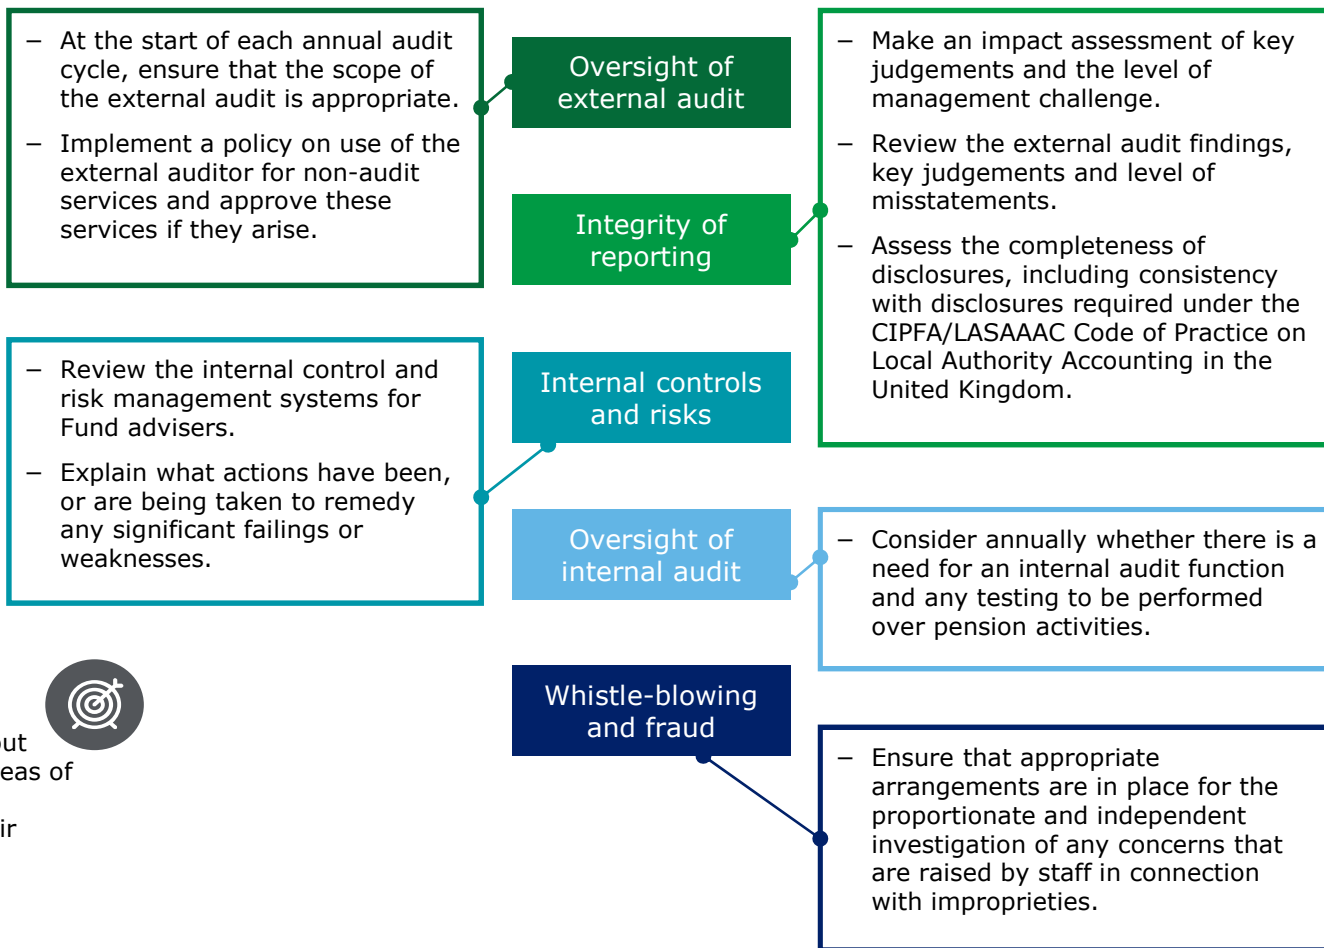 – At the start of each annual audit
cycle, ensure that the scope of
the external audit is appropriate.
– Implement a policy on use of the
external auditor for non-audit
services and approve these
services if they arise.
Oversight of
external audit
Integrity of
reporting
– Make an impact assessment of key
judgements and the level of
management challenge.
– Review the external audit findings,
key judgements and level of
misstatements.
– Assess the completeness of
disclosures, including consistency
with disclosures required under the
CIPFA/LASAAAC Code of Practice on
Local Authority Accounting in the
United Kingdom.
– Review the internal control and
risk management systems for
Fund advisers.
– Explain what actions have been,
or are being taken to remedy
any significant failings or
weaknesses.
Internal controls
and risks
Oversight of
internal audit
– Consider annually whether there is a
need for an internal audit function
and any testing to be performed
over pension activities.
Whistle-blowing
and fraud
– Ensure that appropriate
arrangements are in place for the
proportionate and independent
investigation of any concerns that
are raised by staff in connection
with improprieties.
of